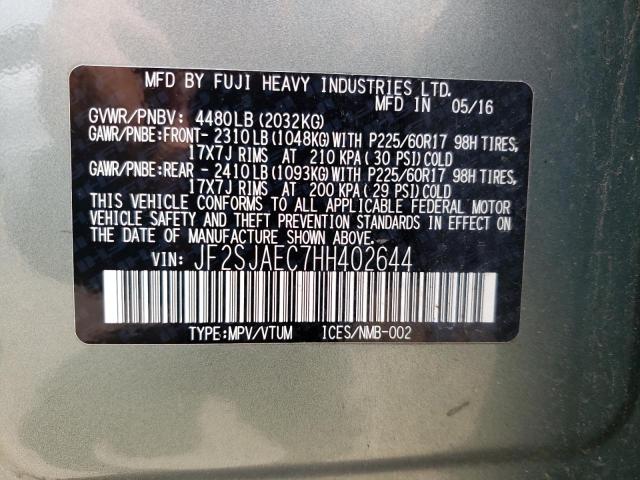 MFD BY FUJI HEAVY INDUSTRIES LTD.
MFD IN 05/16
GVWR/PNBV: 4480LB (2032KG)
GAWR/PNBE:FRONT- 2310LB (1048KG) WITH P225/60R17 98H TIRES,
17X7J RIMS AT 210 KPA ( 30 PSI) COLD
GAWR/PNBE:REAR - 2410LB (1093KG) WITH P225/60R17 98H TIRES,
17X7J RIMS AT 200 KPA ( 29 PSI) COLD
THIS VEHICLE CONFORMS TO ALL APPLICABLE FEDERAL MOTOR
VEHICLE SAFETY AND THEFT PREVENTION STANDARDS IN EFFECT
ON THE DATE OF MANUFACTURE SHOWN ABOVE.
VIN: JF2SJAEC7HH402644
TYPE:MPV/VTUM ICES/NMB-002